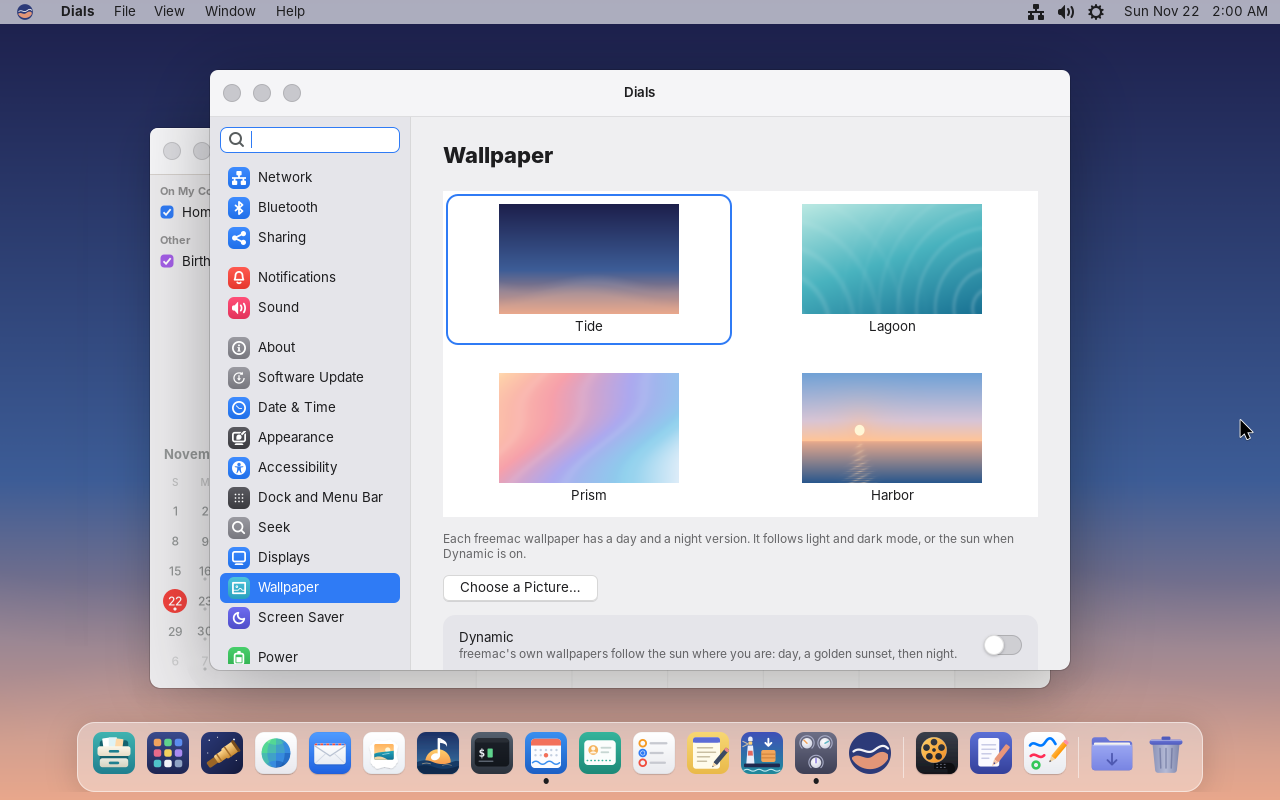 Dials File View Window Help Sun Nov 22 2:00 AM
Dials
On My Co
Hom
Other
Birth
Novem
S M
1 2
8 9
15 16
22 23
29 30
6 7
Network
Bluetooth
Sharing
Notifications
Sound
About
Software Update
Date & Time
Appearance
Accessibility
Dock and Menu Bar
Seek
Displays
Wallpaper
Screen Saver
Power
Wallpaper
Tide
Lagoon
Prism
Harbor
Each freemac wallpaper has a day and a night version. It follows light and dark mode, or the sun when
Dynamic is on.
Choose a Picture...
Dynamic
freemac's own wallpapers follow the sun where you are: day, a golden sunset, then night.
$